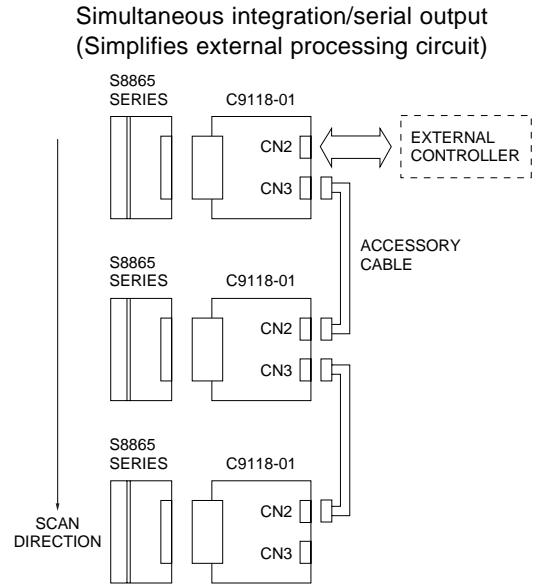 Simultaneous integration/serial output
(Simplifies external processing circuit)
S8865
SERIES
C9118-01
CN2
CN3
EXTERNAL
CONTROLLER
ACCESSORY
CABLE
S8865
SERIES
C9118-01
CN2
CN3
S8865
SERIES
C9118-01
CN2
CN3
SCAN
DIRECTION